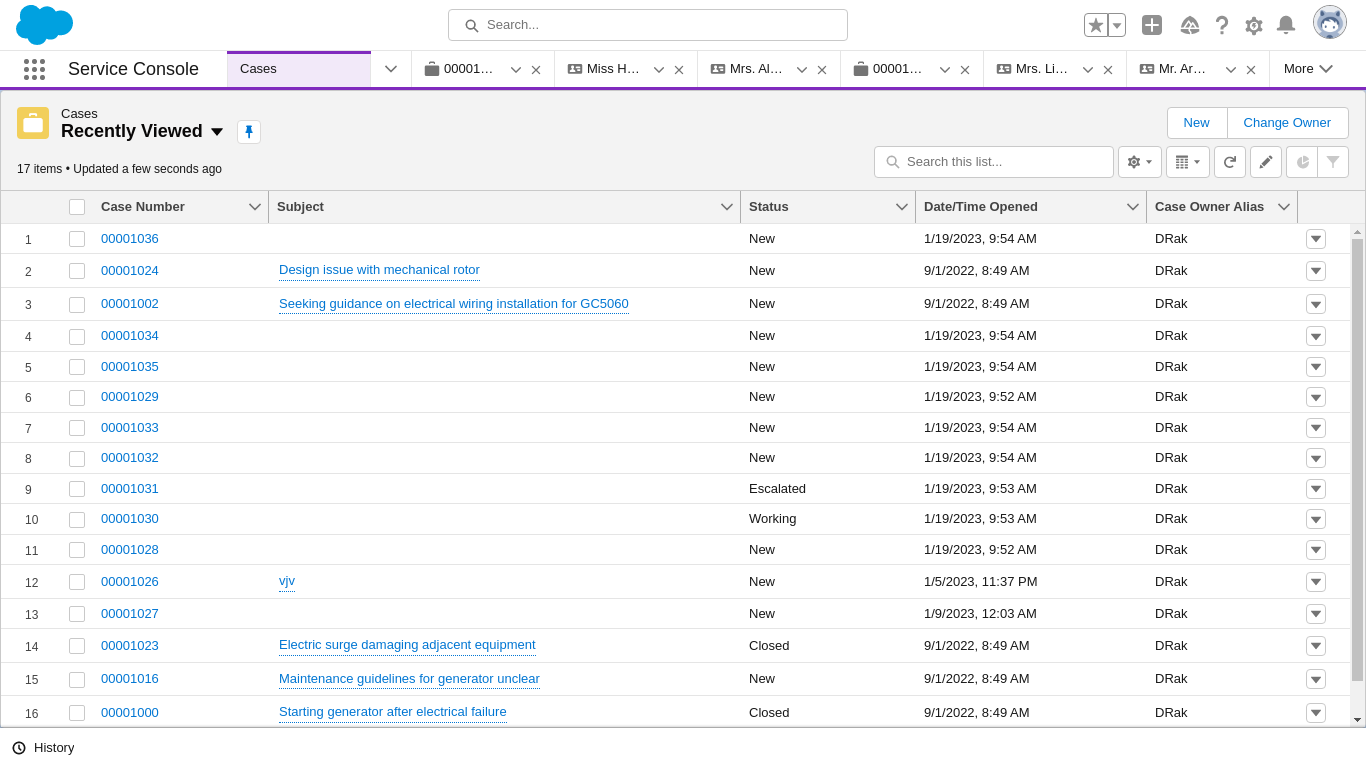 Search...
Service Console
Cases
00001…
Miss H…
Mrs. Al…
00001…
Mrs. Li…
Mr. Ar…
More
Cases
Recently Viewed
New
Change Owner
17 items • Updated a few seconds ago
Search this list...
Case Number Subject Status Date/Time Opened Case Owner Alias
1 00001036 New 1/19/2023, 9:54 AM DRak
2 00001024 Design issue with mechanical rotor New 9/1/2022, 8:49 AM DRak
3 00001002 Seeking guidance on electrical wiring installation for GC5060 New 9/1/2022, 8:49 AM DRak
4 00001034 New 1/19/2023, 9:54 AM DRak
5 00001035 New 1/19/2023, 9:54 AM DRak
6 00001029 New 1/19/2023, 9:52 AM DRak
7 00001033 New 1/19/2023, 9:54 AM DRak
8 00001032 New 1/19/2023, 9:54 AM DRak
9 00001031 Escalated 1/19/2023, 9:53 AM DRak
10 00001030 Working 1/19/2023, 9:53 AM DRak
11 00001028 New 1/19/2023, 9:52 AM DRak
12 00001026 vjv New 1/5/2023, 11:37 PM DRak
13 00001027 New 1/9/2023, 12:03 AM DRak
14 00001023 Electric surge damaging adjacent equipment Closed 9/1/2022, 8:49 AM DRak
15 00001016 Maintenance guidelines for generator unclear New 9/1/2022, 8:49 AM DRak
16 00001000 Starting generator after electrical failure Closed 9/1/2022, 8:49 AM DRak
History